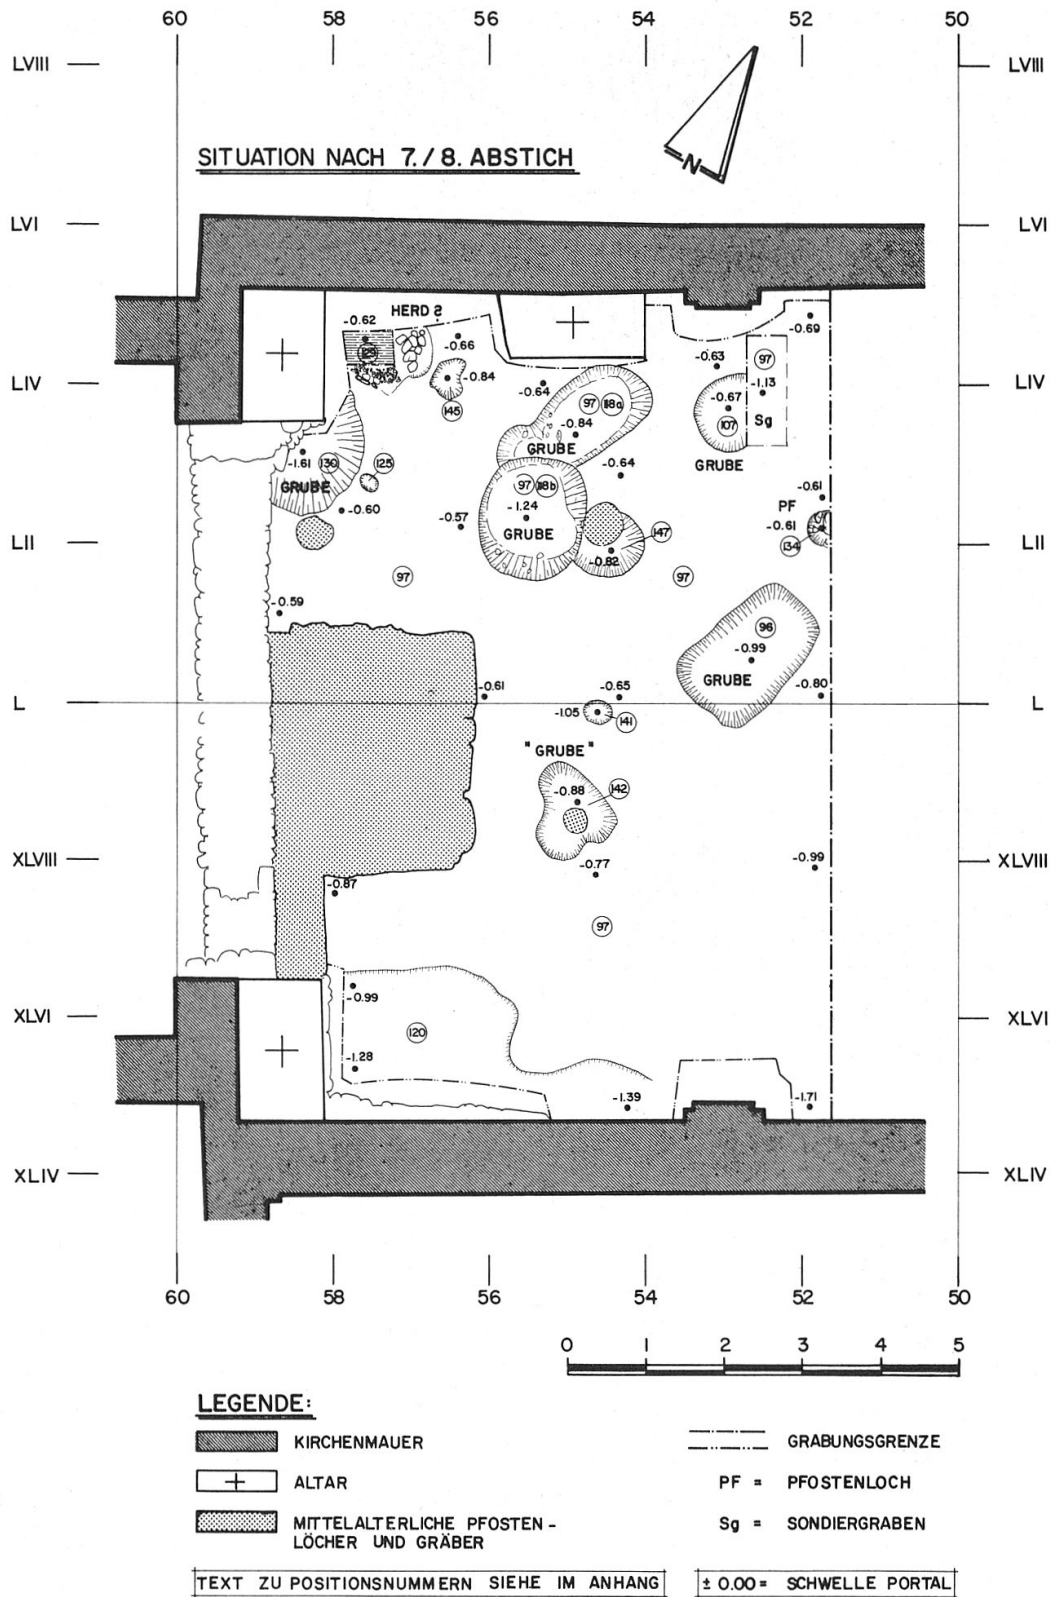 60 58 56 54 52 50
LVIII LVIII
SITUATION NACH 7./8. ABSTICH
N
LVI LVI
HERD ?
-0.62
-0.66
-0.69
129
-0.63
97
LIV -0.84 -0.64 LIV
-0.67 -1.13
145 97 118a
107 Sg
-0.84
GRUBE
-1.61 130 125
GRUBE
-0.64
GRUBE
97 118b
-0.61
-0.60
-1.24
PF
-0.57
GRUBE
-0.61
147
LII 134 LII
-0.82
97 97
-0.59
96
-0.99
GRUBE
-0.61 -0.65 -0.80
L L
-1.05 141
"GRUBE"
-0.88 142
XLVIII -0.77 -0.99 XLVIII
-0.87
97
-0.99
XLVI 120 XLVI
-1.28
-1.39 -1.71
XLIV XLIV
60 58 56 54 52 50
0 1 2 3 4 5
LEGENDE:
KIRCHENMAUER
GRABUNGSGRENZE
ALTAR
PF = PFOSTENLOCH
MITTELALTERLICHE PFOSTEN-
LÖCHER UND GRÄBER
Sg = SONDIERGRABEN
TEXT ZU POSITIONSNUMMERN SIEHE IM ANHANG
± 0.00 = SCHWELLE PORTAL